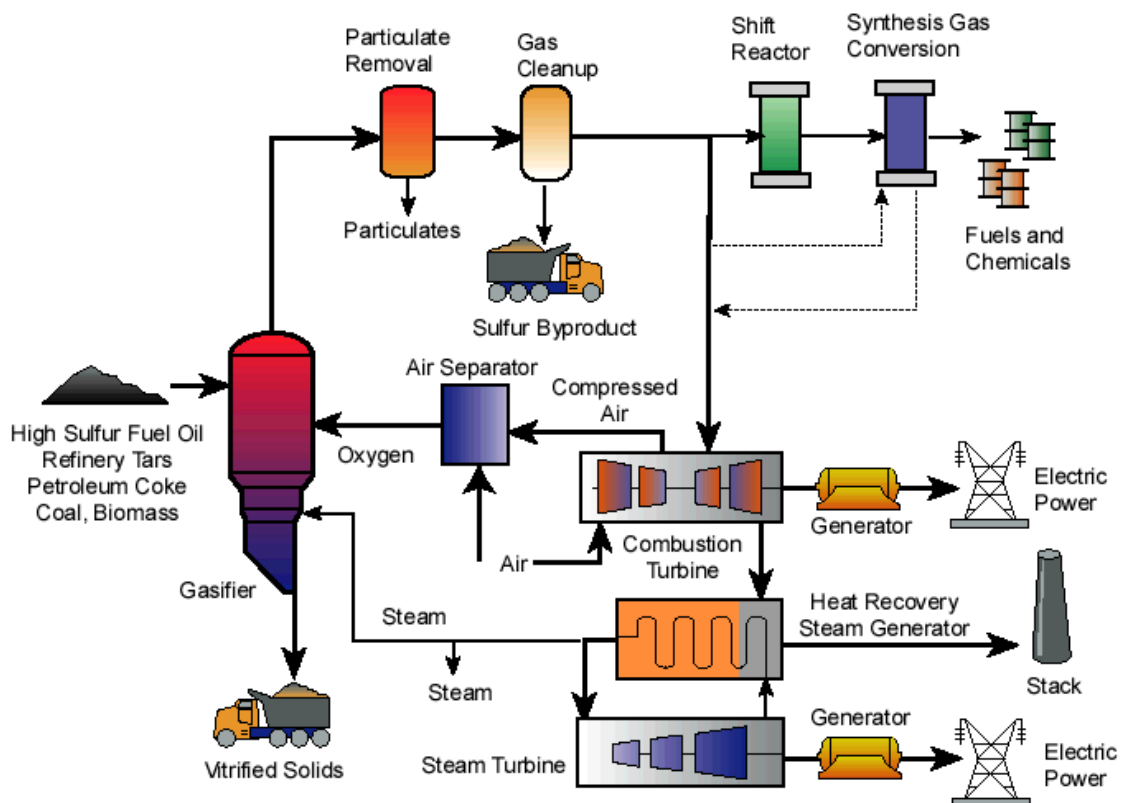 Particulate
Removal
Gas
Cleanup
Shift
Reactor
Synthesis Gas
Conversion
Particulates
Sulfur Byproduct
Fuels and
Chemicals
Air Separator
Compressed
Air
High Sulfur Fuel Oil
Refinery Tars
Petroleum Coke
Coal, Biomass
Oxygen
Electric
Power
Generator
Air
Combustion
Turbine
Gasifier
Steam
Heat Recovery
Steam Generator
Steam
Stack
Generator
Vitrified Solids
Steam Turbine
Electric
Power